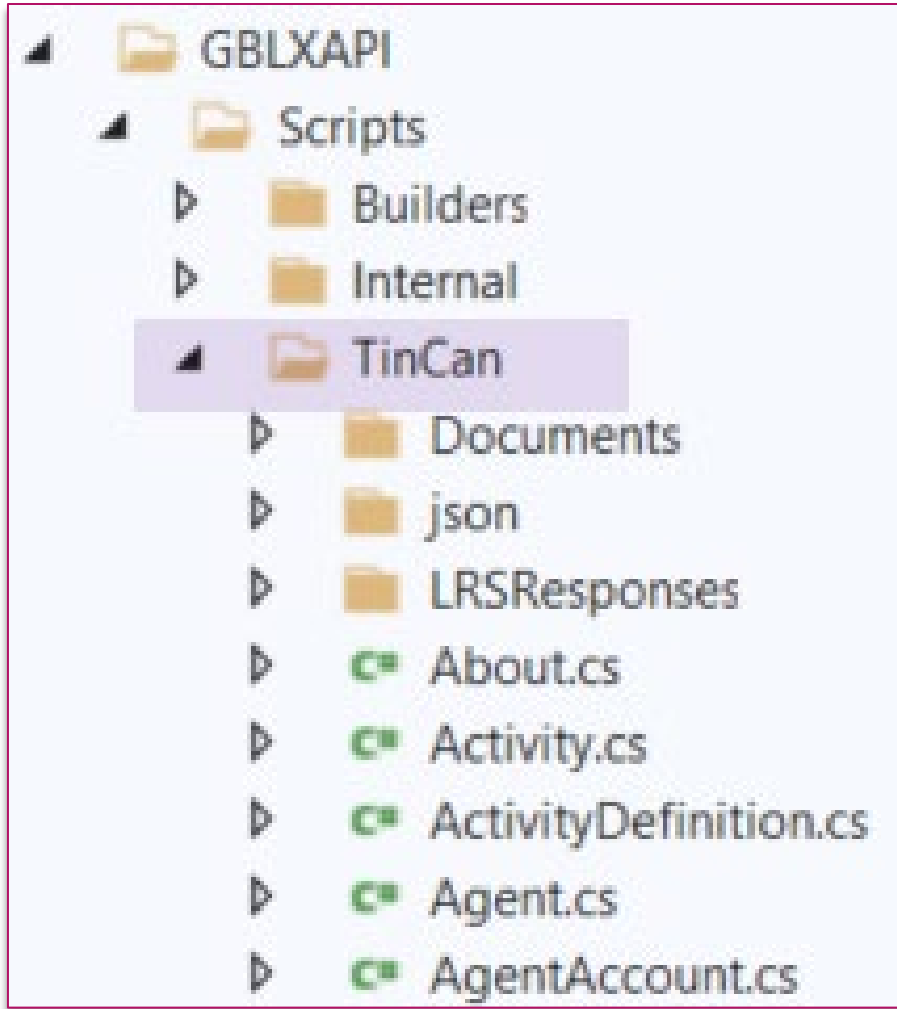 GBLXAPI
Scripts
Builders
Internal
TinCan
Documents
json
LRSResponses
About.cs
Activity.cs
ActivityDefinition.cs
Agent.cs
AgentAccount.cs